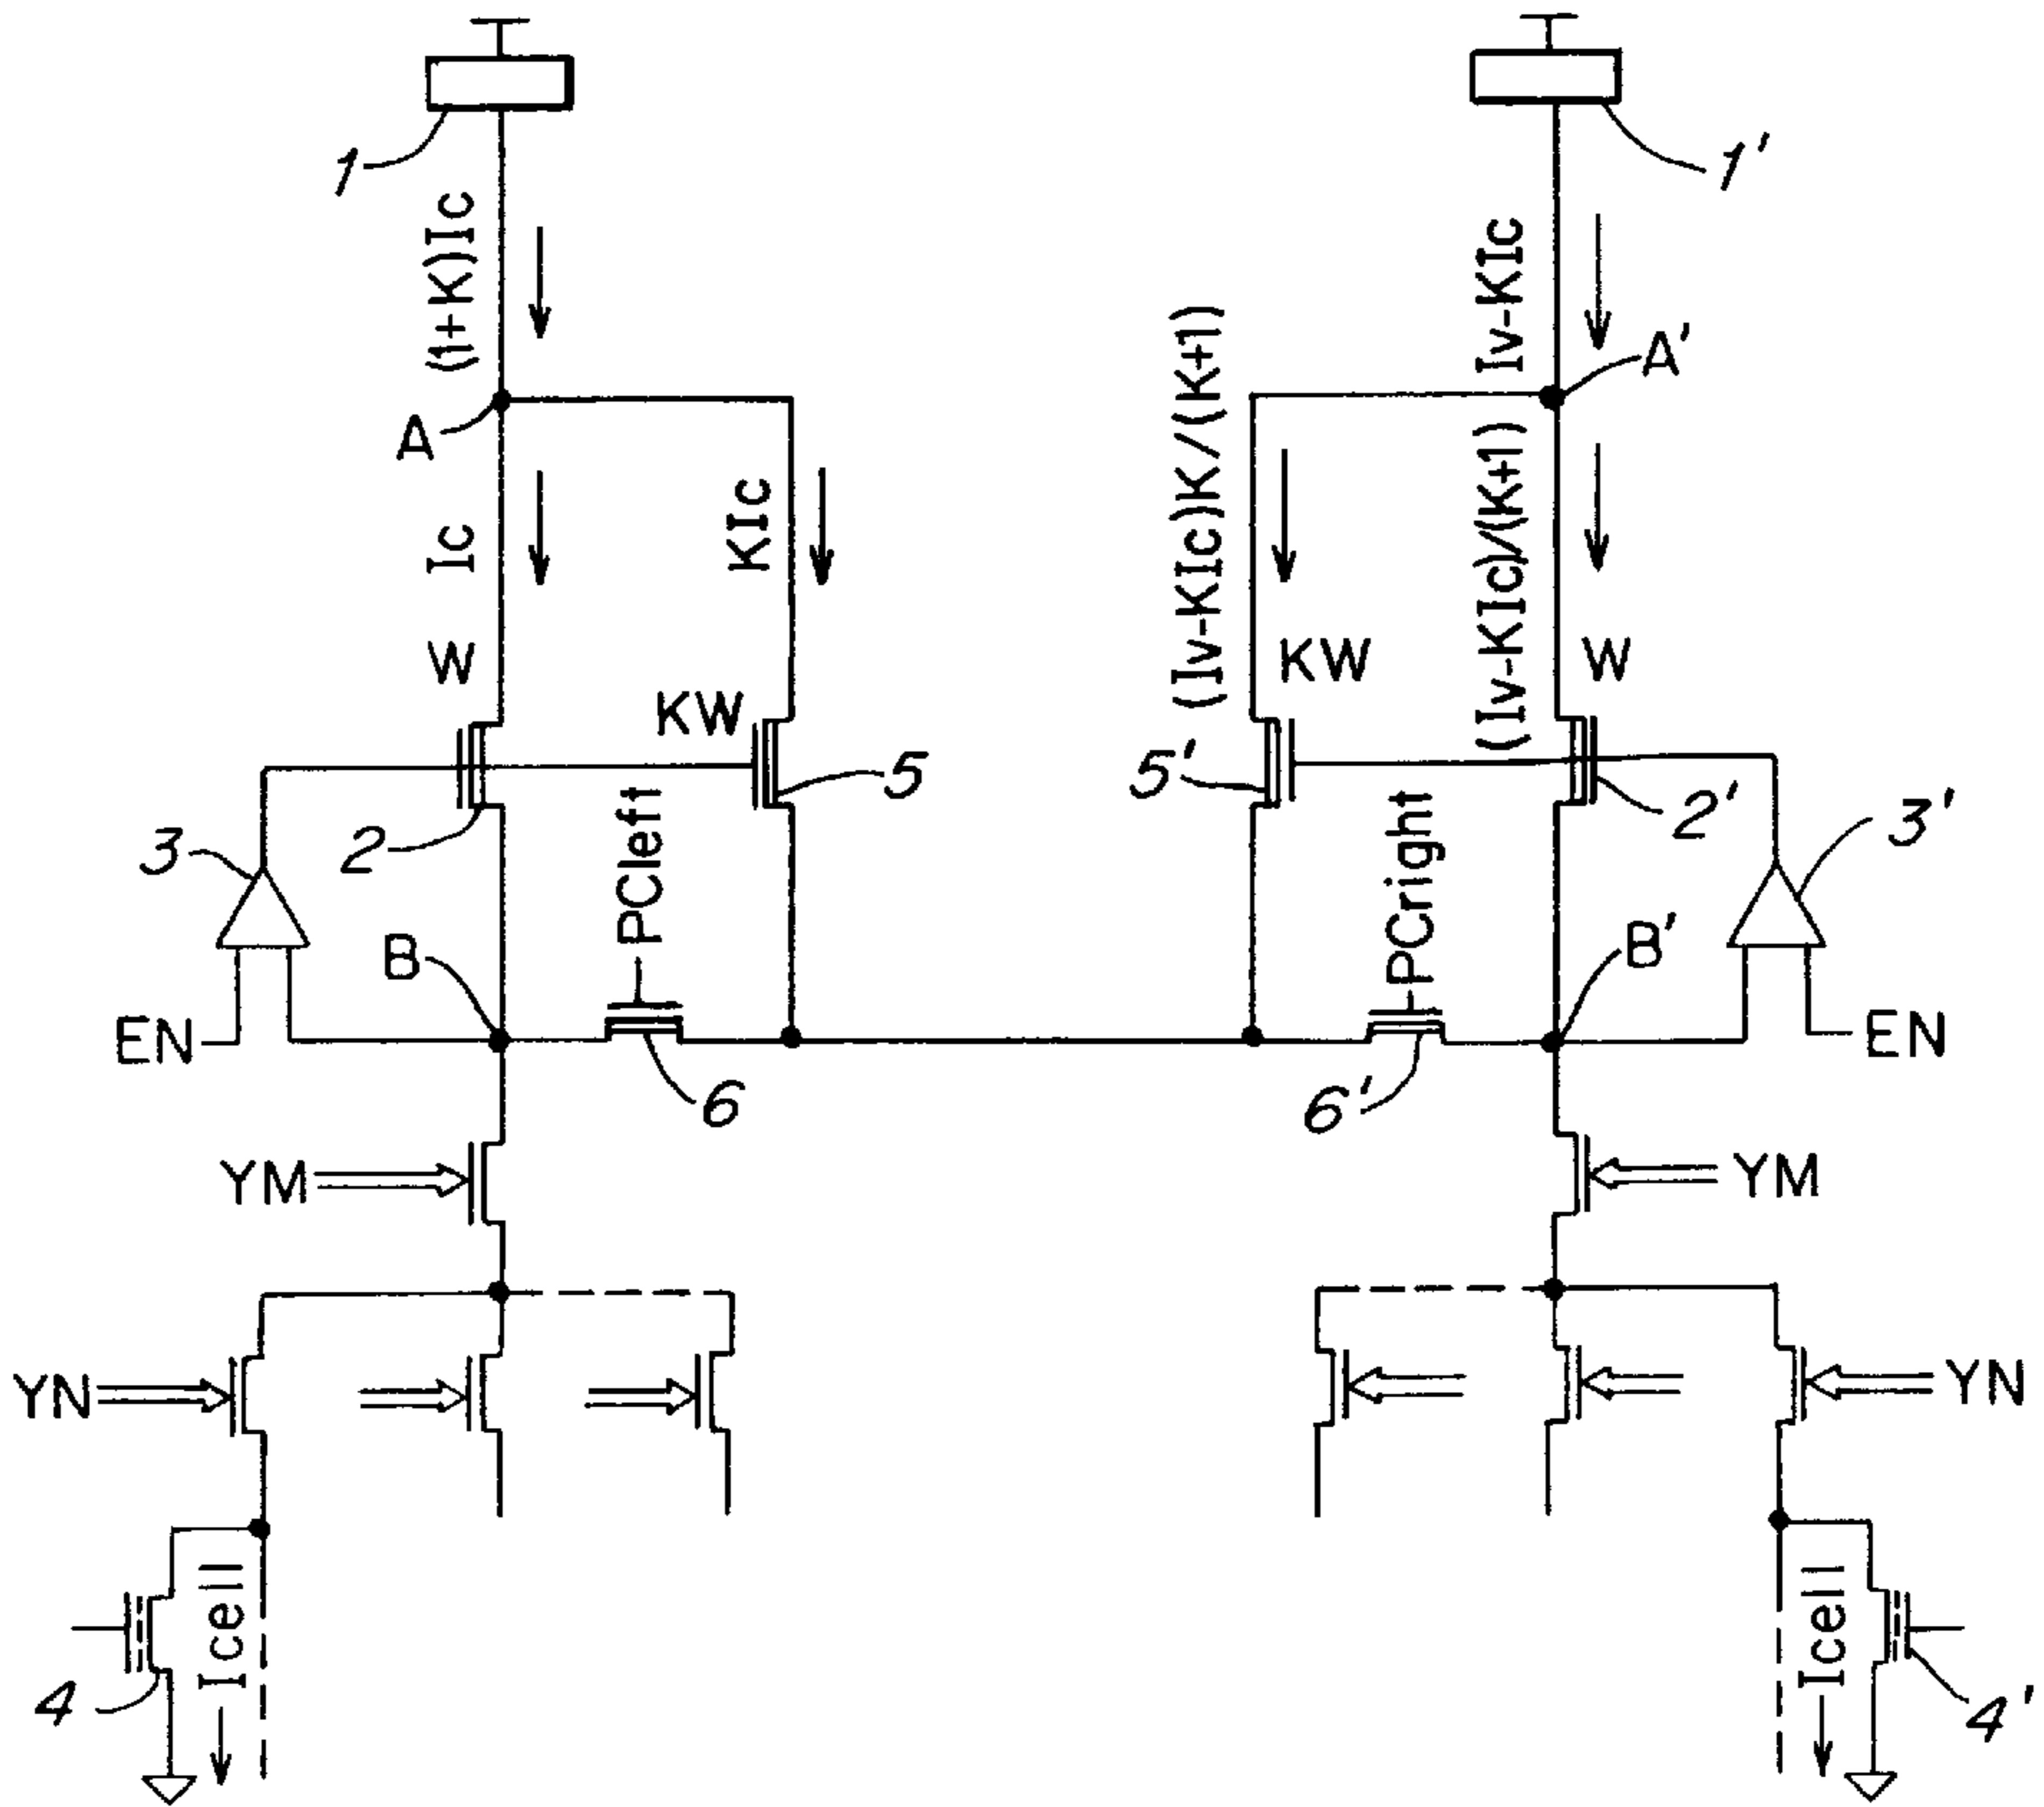 1
1'
(1+K)Ic
Iv-KIc
A
A'
Ic
KIc
(Iv-KIc)K/(K+1)
(Iv-KIc)/(K+1)
W
KW
KW
W
5
5'
2
2'
3
3'
PCleft
PCright
B
B'
EN
EN
6
6'
YM
YM
YN
YN
Icell
Icell
4
4'